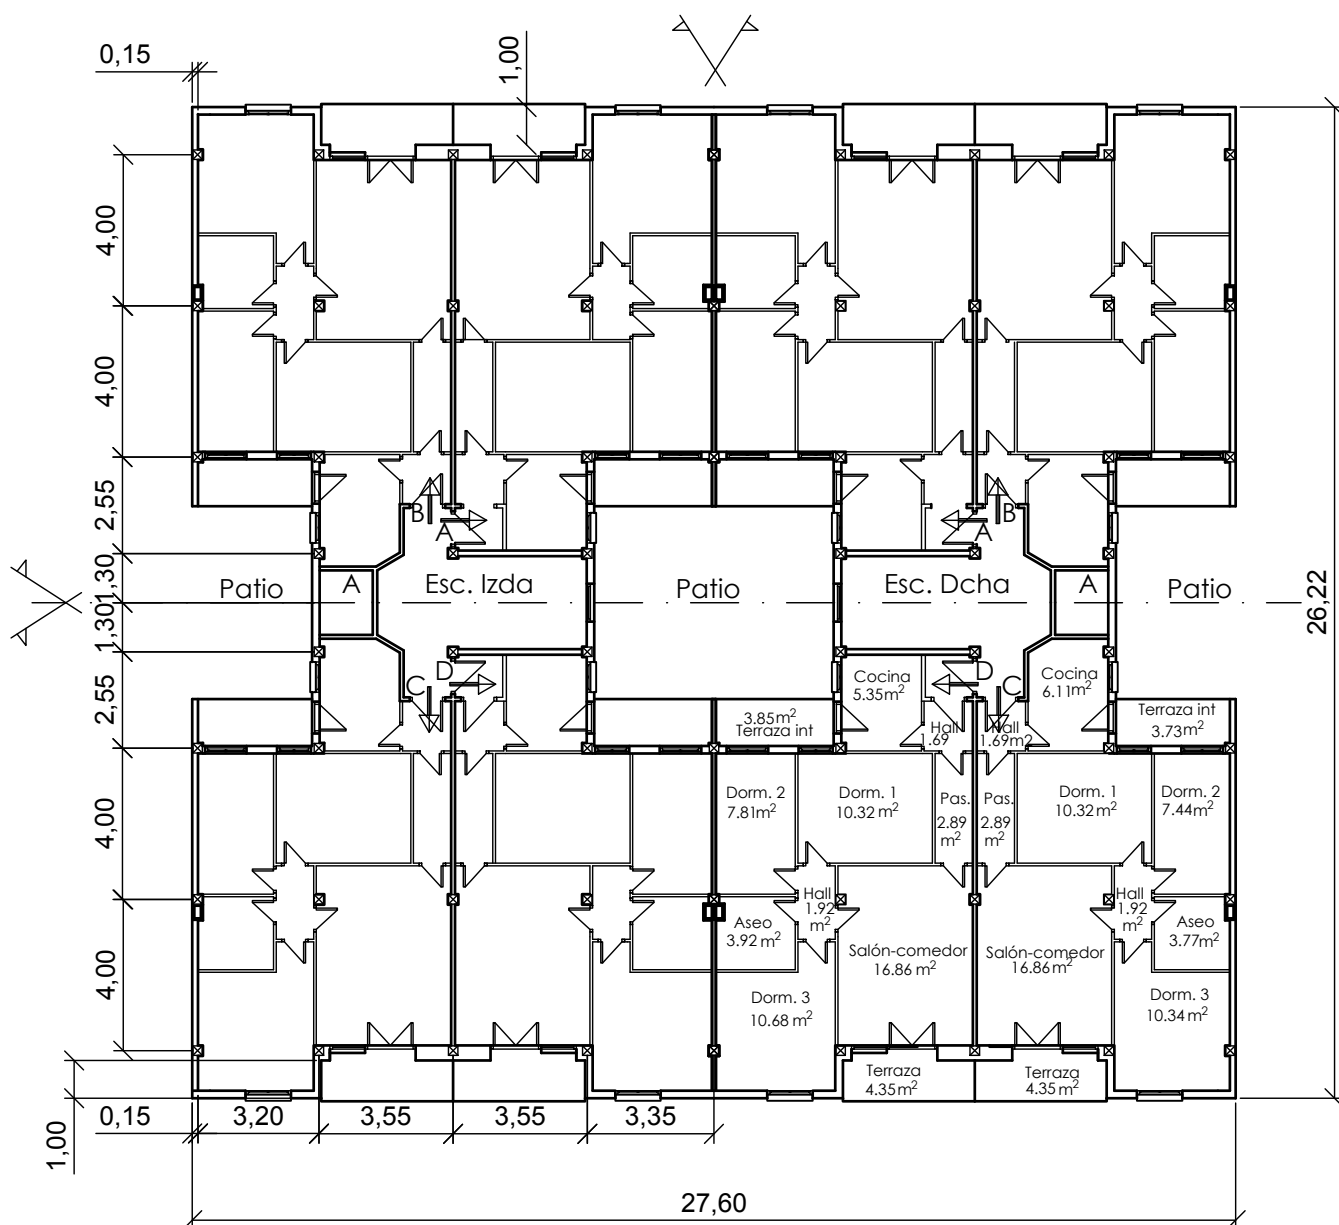 0,15
1,00
4,00
4,00
2,55
B
A
A
B
1,30
Patio
A
Esc. Izda
Patio
Esc. Dcha
A
Patio
26,22
1,30
2,55
C
D
D
C
Cocina
5.35m²
Cocina
6.11m²
3.85m²
Terraza int
Hall
1.69
Hall
1.69m²
Terraza int
3.73m²
4,00
Dorm. 2
7.81m²
Dorm. 1
10.32 m²
Pas.
2.89
m²
Pas.
2.89
m²
Dorm. 1
10.32m²
Dorm. 2
7.44m²
4,00
Aseo
3.92 m²
Hall
1.92
m²
Salón-comedor
16.86 m²
Salón-comedor
16.86m²
Hall
1.92
m²
Aseo
3.77m²
Dorm. 3
10.68 m²
Dorm. 3
10.34 m²
Terraza
4.35m²
Terraza
4.35m²
1,00
0,15
3,20
3,55
3,55
3,35
27,60